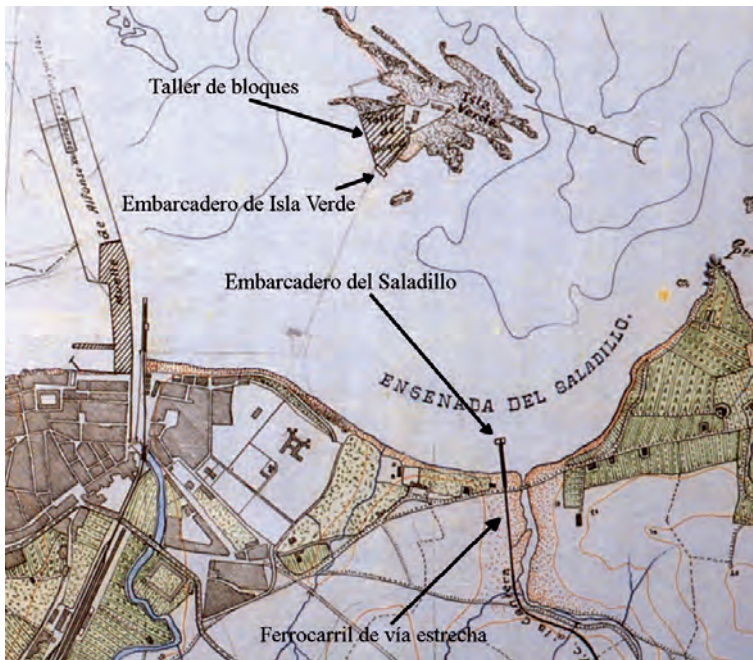 Taller de bloques
Isla
Verde
Embarcadero de Isla Verde
Embarcadero del Saladillo
ENSENADA DEL SALADILLO.
Ferrocarril de vía estrecha